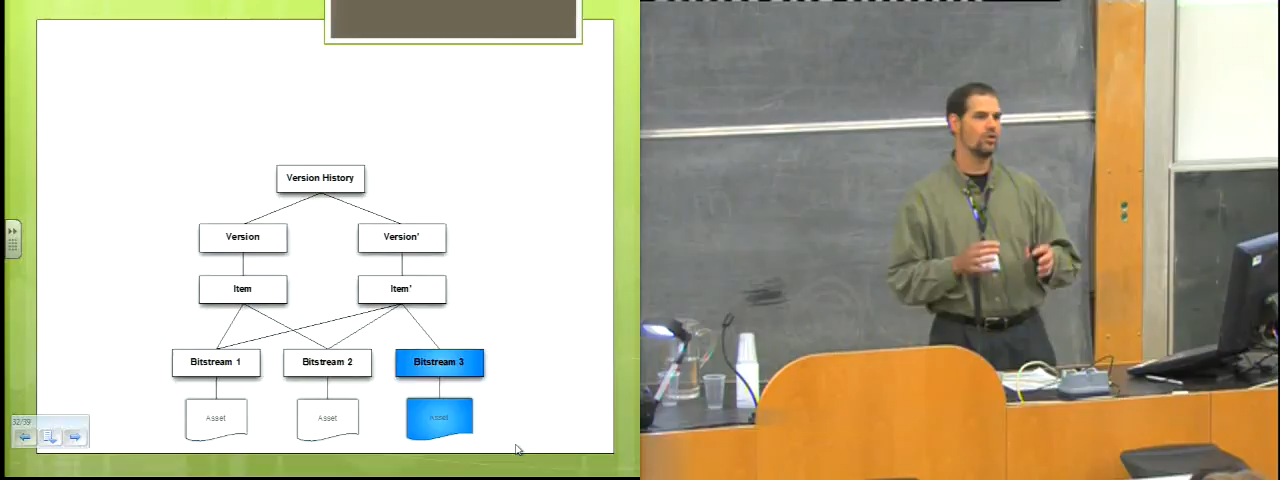 Version History
Version
Version'
Item
Item'
Bitstream 1
Bitstream 2
Bitstream 3
Asset
Asset
Asset
32/39